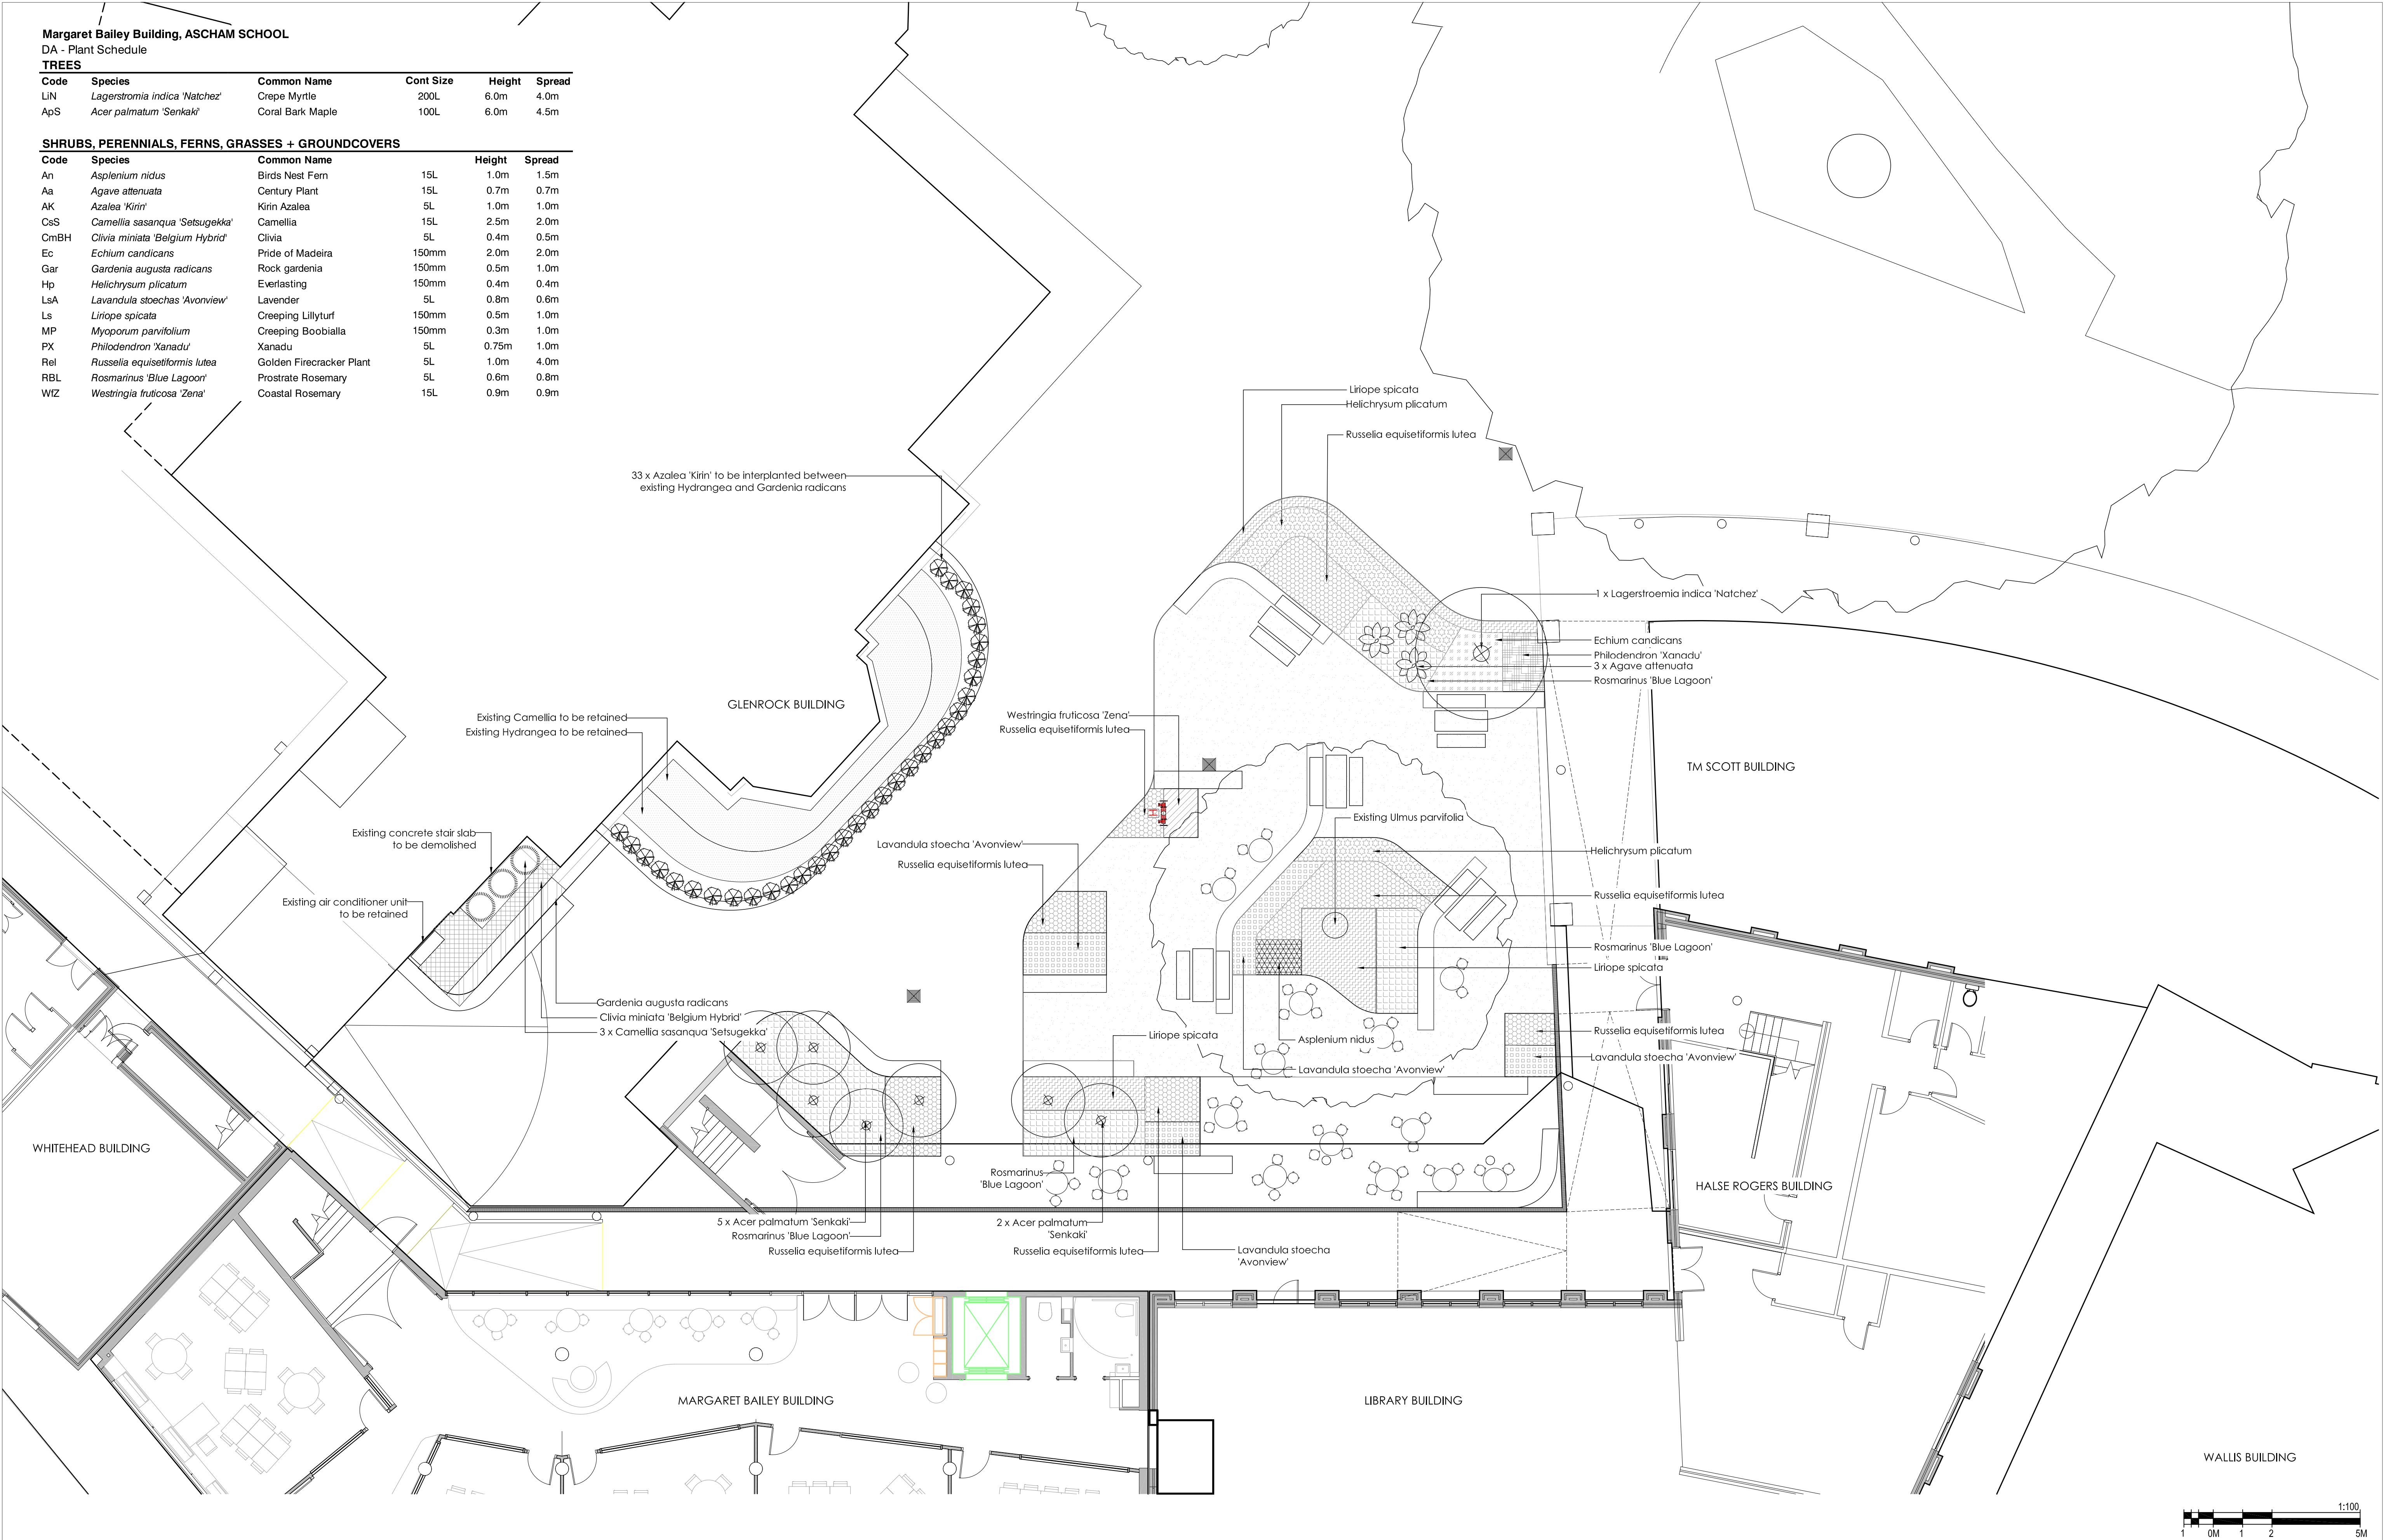 Margaret Bailey Building, ASCHAM SCHOOL
DA - Plant Schedule
TREES
Code Species Common Name Cont Size Height Spread
LiN Lagerstromia indica 'Natchez' Crepe Myrtle 200L 6.0m 4.0m
ApS Acer palmatum 'Senkaki' Coral Bark Maple 100L 6.0m 4.5m
SHRUBS, PERENNIALS, FERNS, GRASSES + GROUNDCOVERS
Code Species Common Name Height Spread
An Asplenium nidus Birds Nest Fern 15L 1.0m 1.5m
Aa Agave attenuata Century Plant 15L 0.7m 0.7m
AK Azalea 'Kirin' Kirin Azalea 5L 1.0m 1.0m
CsS Camellia sasanqua 'Setsugekka' Camellia 15L 2.5m 2.0m
CmBH Clivia miniata 'Belgium Hybrid' Clivia 5L 0.4m 0.5m
Ec Echium candicans Pride of Madeira 150mm 2.0m 2.0m
Gar Gardenia augusta radicans Rock gardenia 150mm 0.5m 1.0m
Hp Helichrysum plicatum Everlasting 150mm 0.4m 0.4m
LsA Lavandula stoechas 'Avonview' Lavender 5L 0.8m 0.6m
Ls Liriope spicata Creeping Lillyturf 150mm 0.5m 1.0m
MP Myoporum parvifolium Creeping Boobialla 150mm 0.3m 1.0m
PX Philodendron 'Xanadu' Xanadu 5L 0.75m 1.0m
Rel Russelia equisetiformis lutea Golden Firecracker Plant 5L 1.0m 4.0m
RBL Rosmarinus 'Blue Lagoon' Prostrate Rosemary 5L 0.6m 0.8m
WfZ Westringia fruticosa 'Zena' Coastal Rosemary 15L 0.9m 0.9m
Liriope spicata
Helichrysum plicatum
Russelia equisetiformis lutea
33 x Azalea 'Kirin' to be interplanted between
existing Hydrangea and Gardenia radicans
1 x Lagerstroemia indica 'Natchez'
Echium candicans
Philodendron 'Xanadu'
3 x Agave attenuata
Rosmarinus 'Blue Lagoon'
GLENROCK BUILDING
Existing Camellia to be retained
Existing Hydrangea to be retained
Westringia fruticosa 'Zena'
Russelia equisetiformis lutea
TM SCOTT BUILDING
Existing Ulmus parvifolia
Existing concrete stair slab
to be demolished
Lavandula stoecha 'Avonview'
Russelia equisetiformis lutea
Helichrysum plicatum
Russelia equisetiformis lutea
Existing air conditioner unit
to be retained
Rosmarinus 'Blue Lagoon'
Liriope spicata
Gardenia augusta radicans
Clivia miniata 'Belgium Hybrid'
3 x Camellia sasanqua 'Setsugekka'
Liriope spicata
Asplenium nidus
Russelia equisetiformis lutea
Lavandula stoecha 'Avonview'
Lavandula stoecha 'Avonview'
WHITEHEAD BUILDING
Rosmarinus
'Blue Lagoon'
HALSE ROGERS BUILDING
5 x Acer palmatum 'Senkaki'
Rosmarinus 'Blue Lagoon'
Russelia equisetiformis lutea
2 x Acer palmatum
'Senkaki'
Russelia equisetiformis lutea
Lavandula stoecha
'Avonview'
MARGARET BAILEY BUILDING
LIBRARY BUILDING
WALLIS BUILDING
1:100
1 0M 1 2 5M